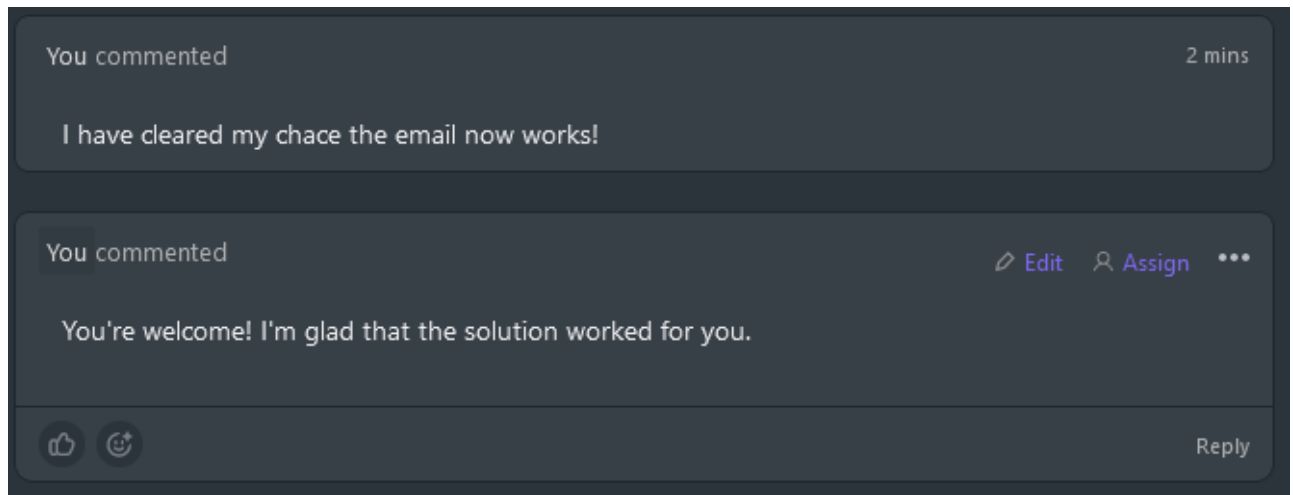 You commented 2 mins
I have cleared my chace the email now works!
You commented Edit Assign
You're welcome! I'm glad that the solution worked for you.
Reply